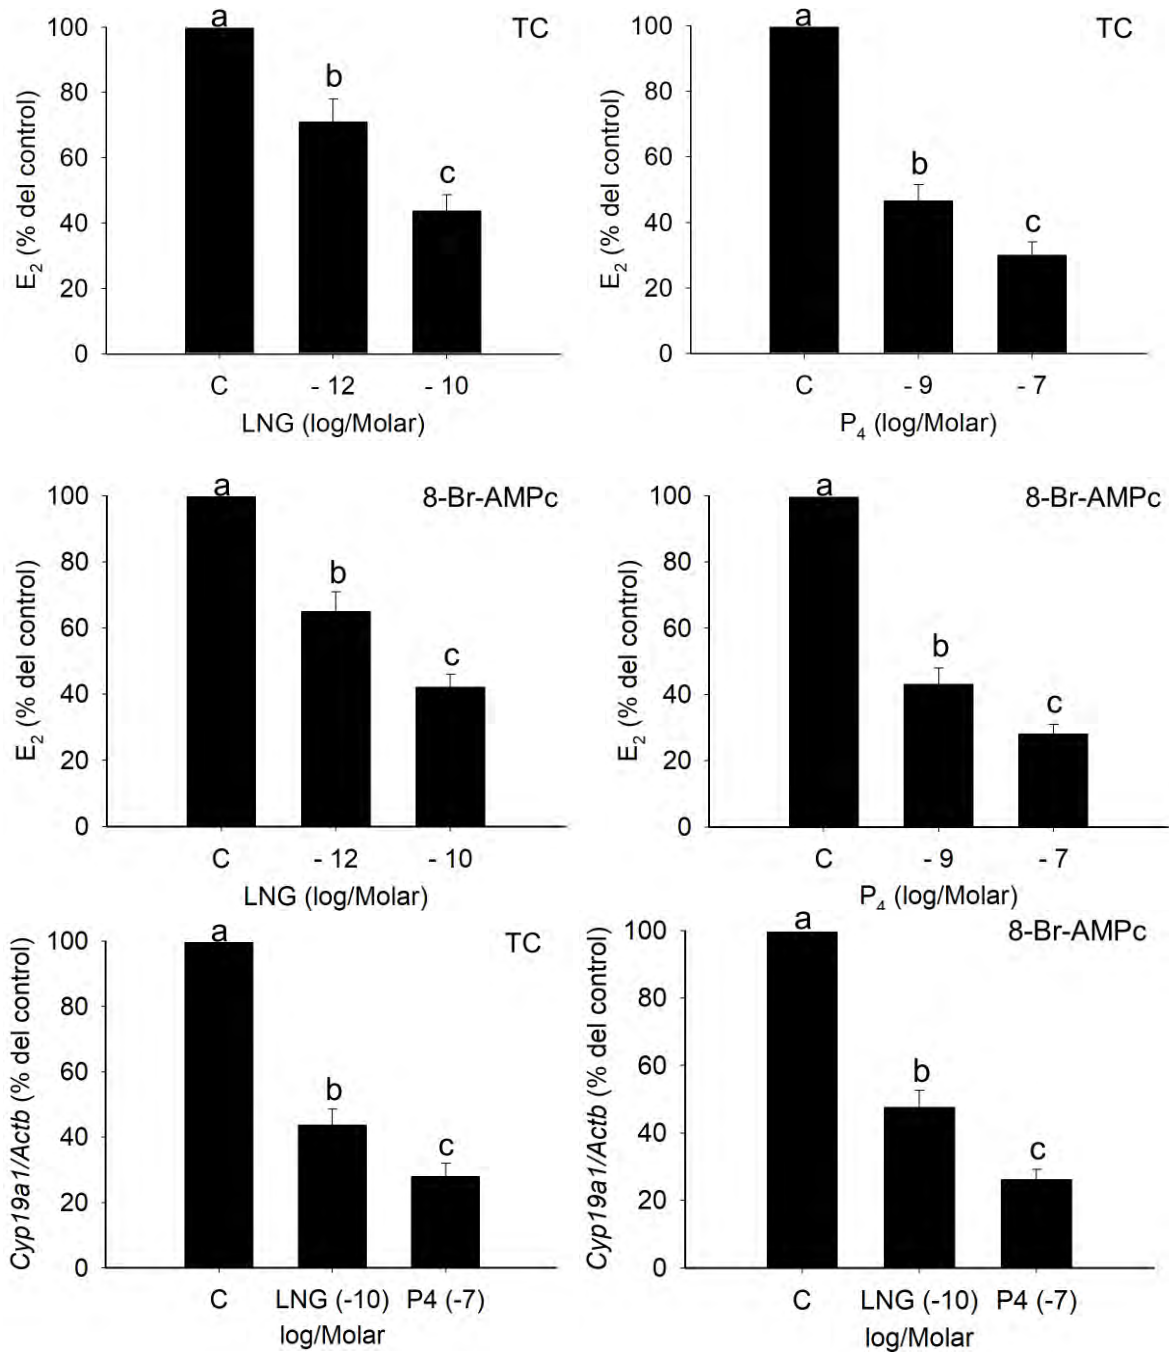 TC
E2 (% del control)
100
80
60
40
20
0
a
b
c
C
- 12
- 10
LNG (log/Molar)
TC
E2 (% del control)
100
80
60
40
20
0
a
b
c
C
- 9
- 7
P4 (log/Molar)
8-Br-AMPc
E2 (% del control)
100
80
60
40
20
0
a
b
c
C
- 12
- 10
LNG (log/Molar)
8-Br-AMPc
E2 (% del control)
100
80
60
40
20
0
a
b
c
C
- 9
- 7
P4 (log/Molar)
TC
Cyp19a1/Actb (% del control)
100
80
60
40
20
0
a
b
c
C
LNG (-10)
P4 (-7)
log/Molar
8-Br-AMPc
Cyp19a1/Actb (% del control)
100
80
60
40
20
0
a
b
c
C
LNG (-10)
P4 (-7)
log/Molar